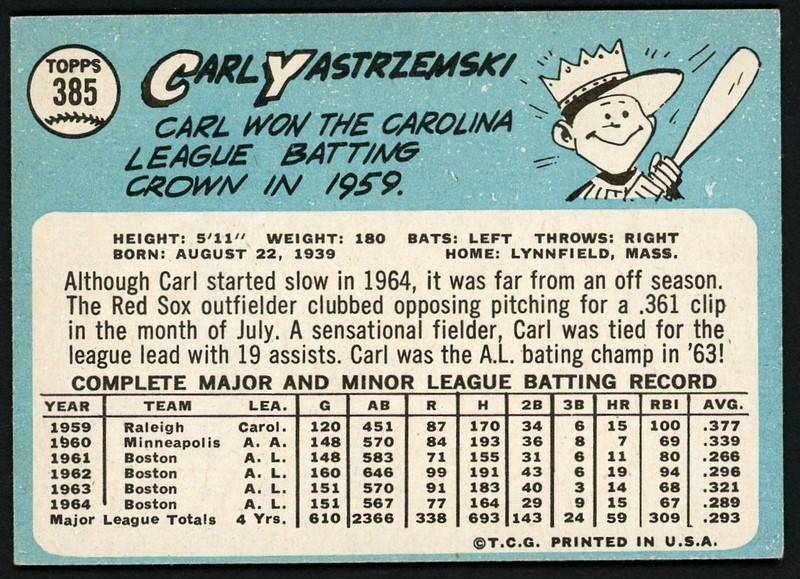 TOPPS
385
CARL YASTRZEMSKI
CARL WON THE CAROLINA
LEAGUE BATTING
CROWN IN 1959.
HEIGHT: 5'11" WEIGHT: 180 BATS: LEFT THROWS: RIGHT
BORN: AUGUST 22, 1939 HOME: LYNNFIELD, MASS.
Although Carl started slow in 1964, it was far from an off season.
The Red Sox outfielder clubbed opposing pitching for a .361 clip
in the month of July. A sensational fielder, Carl was tied for the
league lead with 19 assists. Carl was the A.L. bating champ in '63!
COMPLETE MAJOR AND MINOR LEAGUE BATTING RECORD
YEAR TEAM LEA. G AB R H 2B 3B HR RBI AVG.
1959 Raleigh Carol. 120 451 87 170 34 6 15 100 .377
1960 Minneapolis A. A. 148 570 84 193 36 8 7 69 .339
1961 Boston A. L. 148 583 71 155 31 6 11 80 .266
1962 Boston A. L. 160 646 99 191 43 6 19 94 .296
1963 Boston A. L. 151 570 91 183 40 3 14 68 .321
1964 Boston A. L. 151 567 77 164 29 9 15 67 .289
Major League Totals 4 Yrs. 610 2366 338 693 143 24 59 309 .293
©T.C.G. PRINTED IN U.S.A.